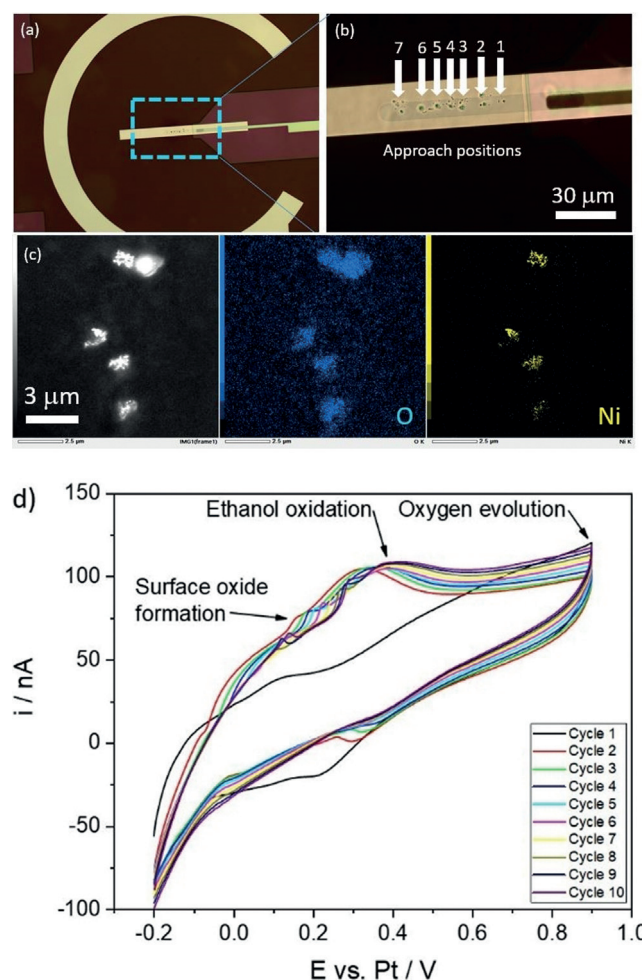 (a)
(b)
7 6 5 4 3 2 1
Approach positions
30 μm
(c)
3 μm
O
Ni
2.5 μm
IMG1(frame1)
2.5 μm
O K
2.5 μm
Ni K
d)
150
100
50
0
-50
-100
i / nA
Ethanol oxidation
Oxygen evolution
Surface oxide
formation
Cycle 1
Cycle 2
Cycle 3
Cycle 4
Cycle 5
Cycle 6
Cycle 7
Cycle 8
Cycle 9
Cycle 10
-0.2 0.0 0.2 0.4 0.6 0.8 1.0
E vs. Pt / V